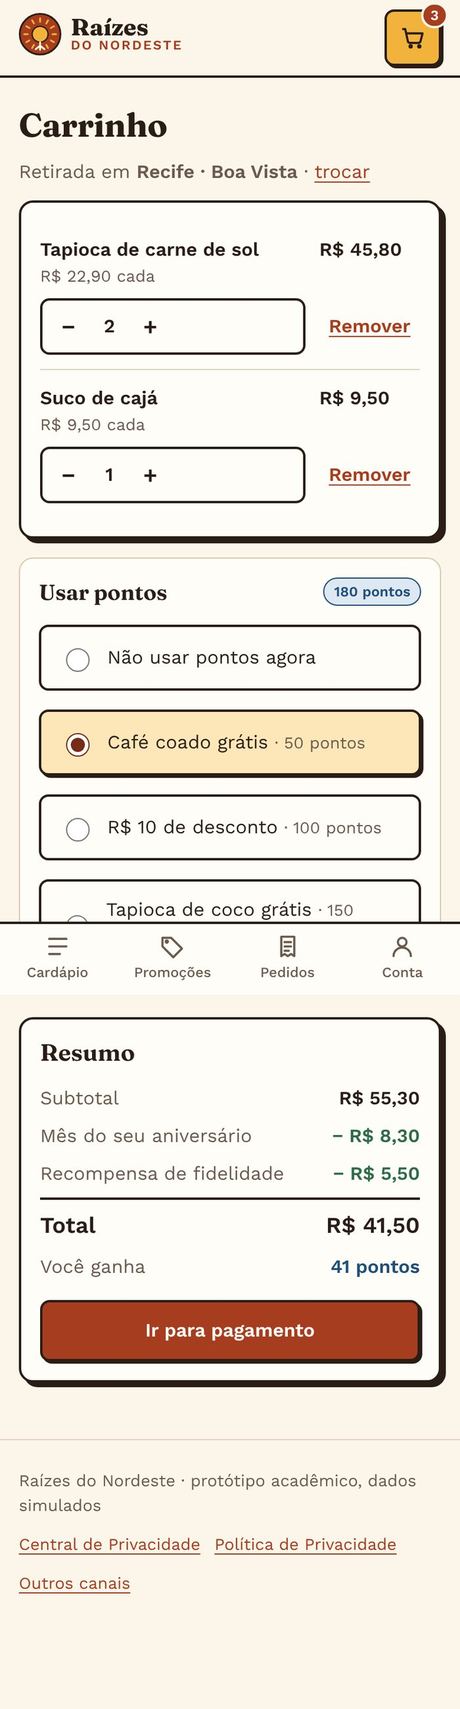 Raízes
DO NORDESTE
3
Carrinho
Retirada em Recife · Boa Vista · trocar
Tapioca de carne de sol R$ 45,80
R$ 22,90 cada
− 2 + Remover
Suco de cajá R$ 9,50
R$ 9,50 cada
− 1 + Remover
Usar pontos 180 pontos
Não usar pontos agora
Café coado grátis · 50 pontos
R$ 10 de desconto · 100 pontos
Tapioca de coco grátis · 150
Cardápio Promoções Pedidos Conta
Resumo
Subtotal R$ 55,30
Mês do seu aniversário − R$ 8,30
Recompensa de fidelidade − R$ 5,50
Total R$ 41,50
Você ganha 41 pontos
Ir para pagamento
Raízes do Nordeste · protótipo acadêmico, dados
simulados
Central de Privacidade Política de Privacidade
Outros canais